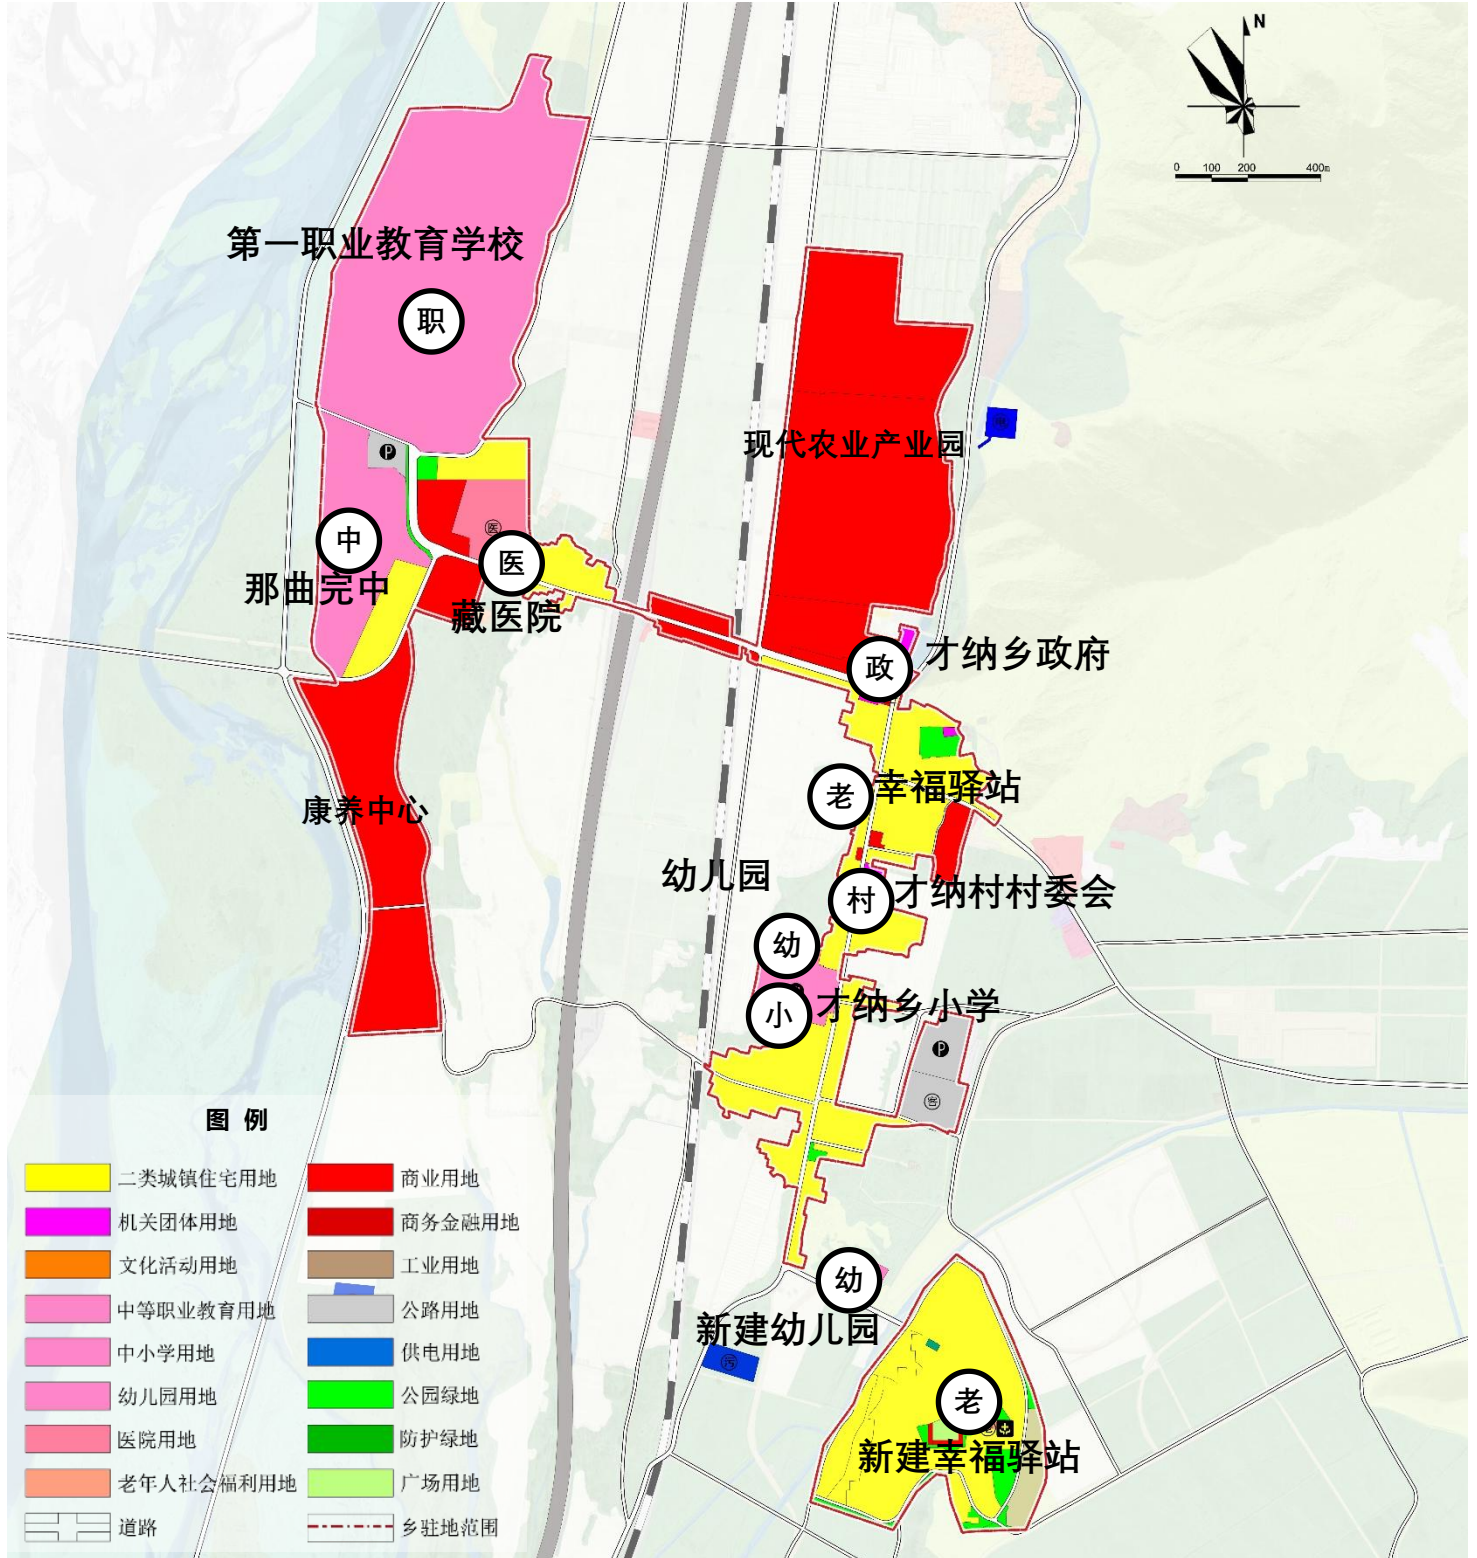 N
0 100 200 400m
第一职业教育学校
职
现代农业产业园
P
中
医
医
那曲完中
藏医院
政
才纳乡政府
老
幸福驿站
康养中心
幼儿园
村
才纳村村委会
幼
小
才纳乡小学
P
客
幼
新建幼儿园
污
老
新建幸福驿站
图 例
二类城镇住宅用地
商业用地
机关团体用地
商务金融用地
文化活动用地
工业用地
中等职业教育用地
公路用地
中小学用地
供电用地
幼儿园用地
公园绿地
医院用地
防护绿地
老年人社会福利用地
广场用地
道路
乡驻地范围